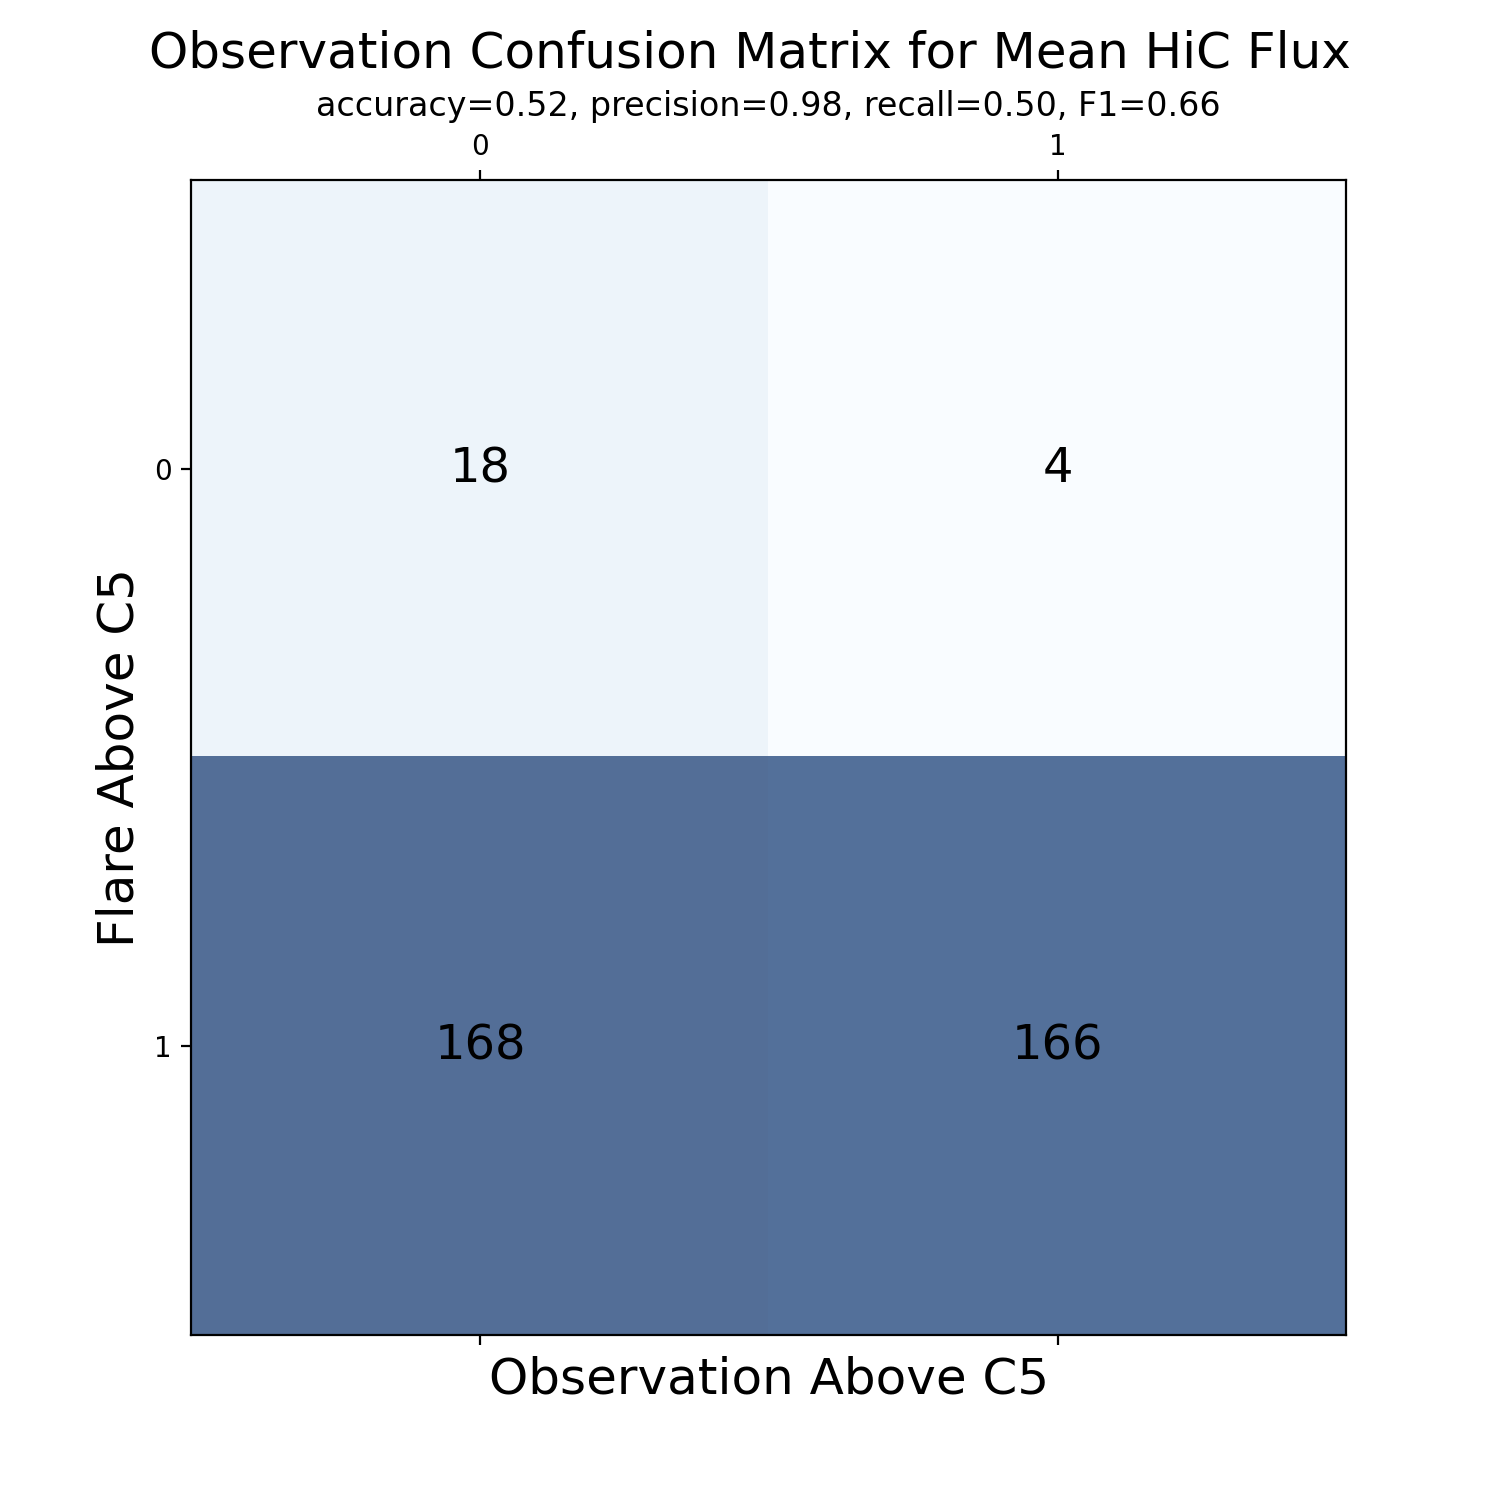 Observation Confusion Matrix for Mean HiC Flux
accuracy=0.52, precision=0.98, recall=0.50, F1=0.66
0 1
0 18 4
Flare Above C5
1 168 166
Observation Above C5